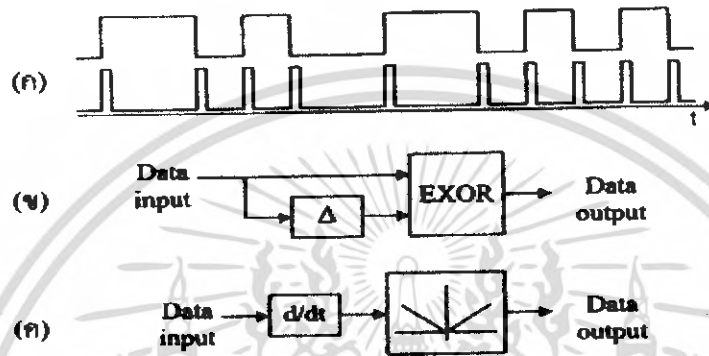 (ก)
t
(ข)
Data input
Δ
EXOR
Data output
(ค)
Data input
d/dt
Data output